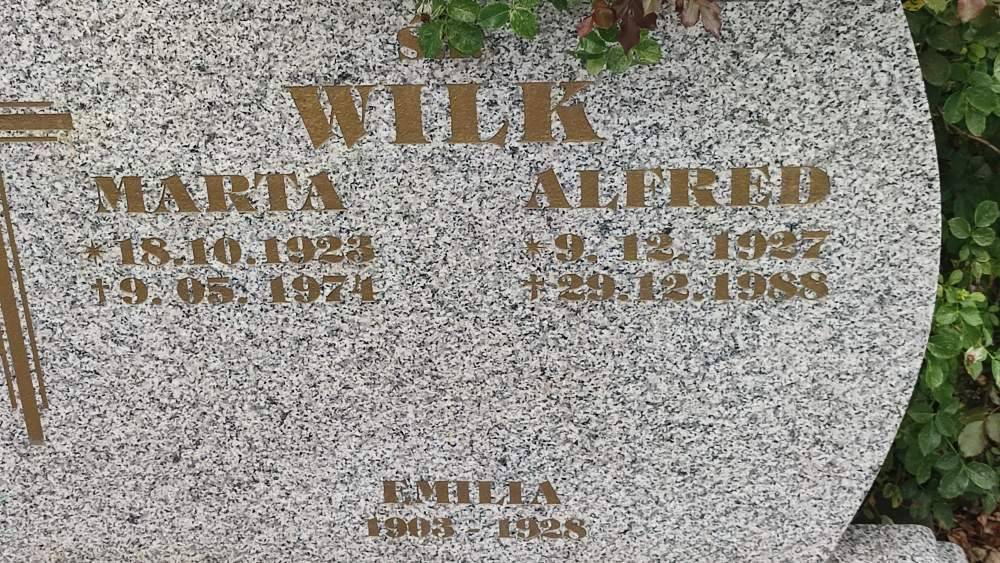 WILK
MARTA
* 18.10.1923
† 9. 05. 1974
ALFRED
* 9. 12. 1927
† 29.12.1988
EMILIA
1903 - 1928